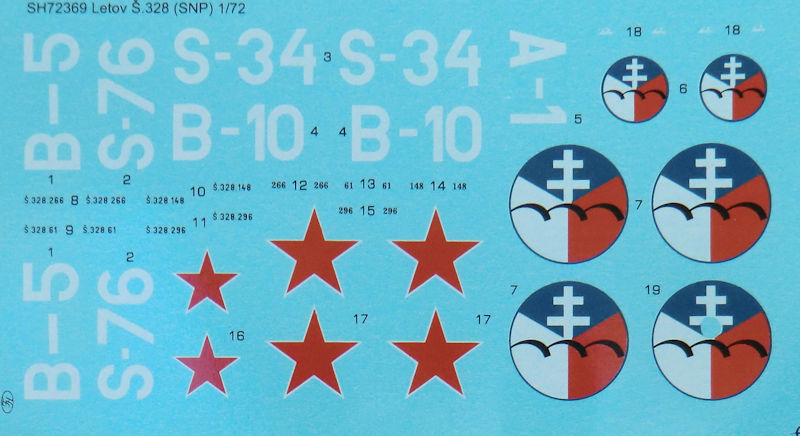 SH72369 Letov Š.328 (SNP) 1/72
B-5
S-76
S-34
3
S-34
A-1
18
18
B-10
4
4
B-10
5
6
1
2
Š.328 266
8
Š.328 266
Š.328 148
10
Š.328.148
266
12
266
61
13
61
148
14
148
Š.328 61
9
Š.328 61
Š.328 296
11
Š.328 296
296
15
296
7
1
2
B-5
S-76
16
17
17
7
19